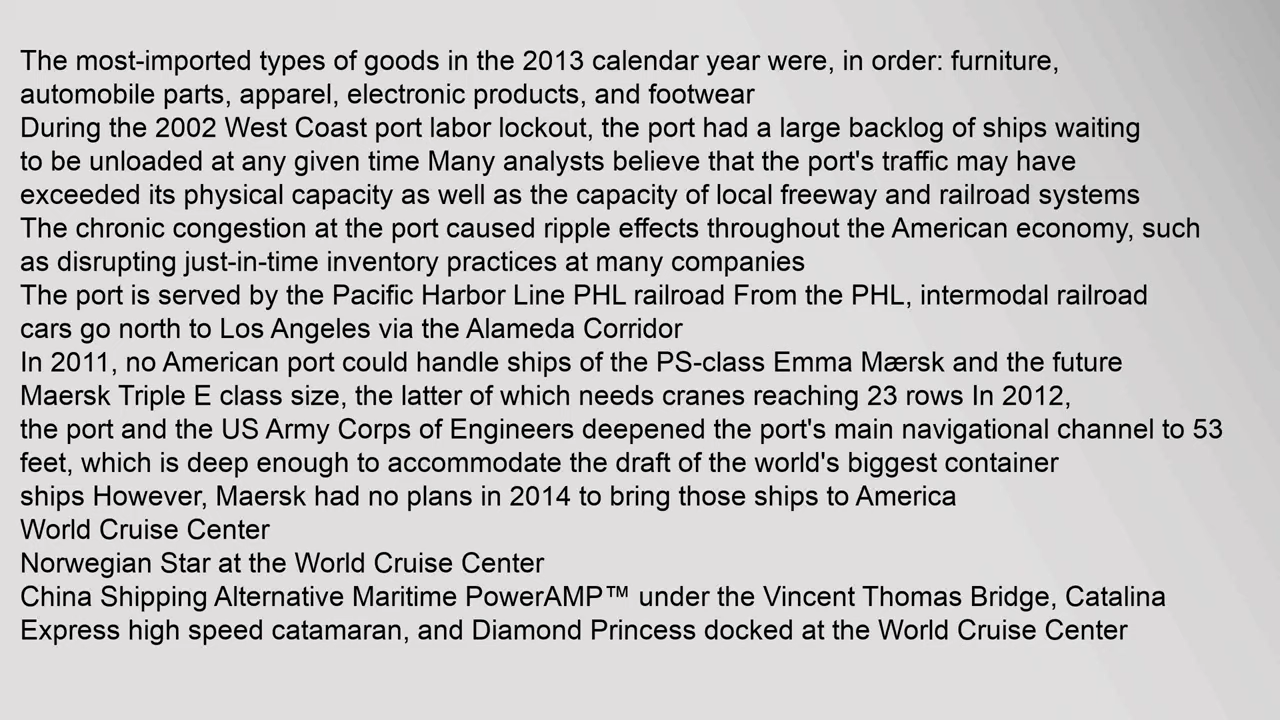 The most-imported types of goods in the 2013 calendar year were, in order: furniture,
automobile parts, apparel, electronic products, and footwear
During the 2002 West Coast port labor lockout, the port had a large backlog of ships waiting
to be unloaded at any given time Many analysts believe that the port's traffic may have
exceeded its physical capacity as well as the capacity of local freeway and railroad systems
The chronic congestion at the port caused ripple effects throughout the American economy, such
as disrupting just-in-time inventory practices at many companies
The port is served by the Pacific Harbor Line PHL railroad From the PHL, intermodal railroad
cars go north to Los Angeles via the Alameda Corridor
In 2011, no American port could handle ships of the PS-class Emma Mærsk and the future
Maersk Triple E class size, the latter of which needs cranes reaching 23 rows In 2012,
the port and the US Army Corps of Engineers deepened the port's main navigational channel to 53
feet, which is deep enough to accommodate the draft of the world's biggest container
ships However, Maersk had no plans in 2014 to bring those ships to America
World Cruise Center
Norwegian Star at the World Cruise Center
China Shipping Alternative Maritime PowerAMP™ under the Vincent Thomas Bridge, Catalina
Express high speed catamaran, and Diamond Princess docked at the World Cruise Center